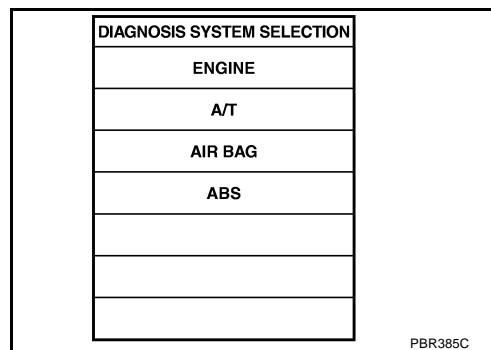 DIAGNOSIS SYSTEM SELECTION
ENGINE
A/T
AIR BAG
ABS
PBR385C